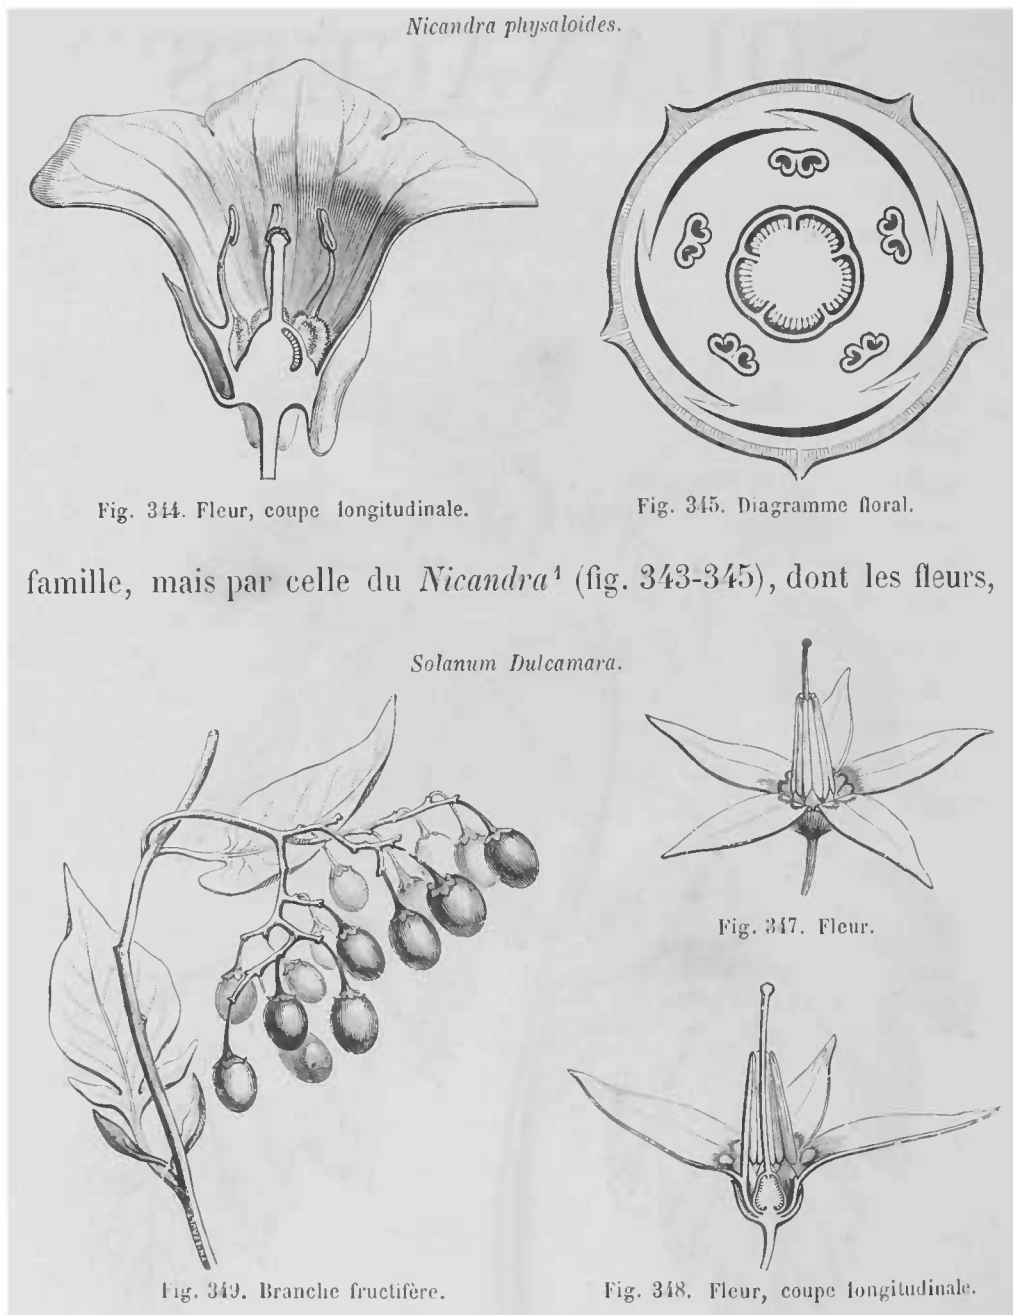 Nicandra physaloides.
Fig. 344. Fleur, coupe longitudinale.
Fig. 345. Diagramme floral.
famille, mais par celle du Nicandra¹ (fig. 343-345), dont les fleurs,
Solanum Dulcamara.
Fig. 347. Fleur.
Fig. 349. Branche fructifère.
Fig. 348. Fleur, coupe longitudinale.